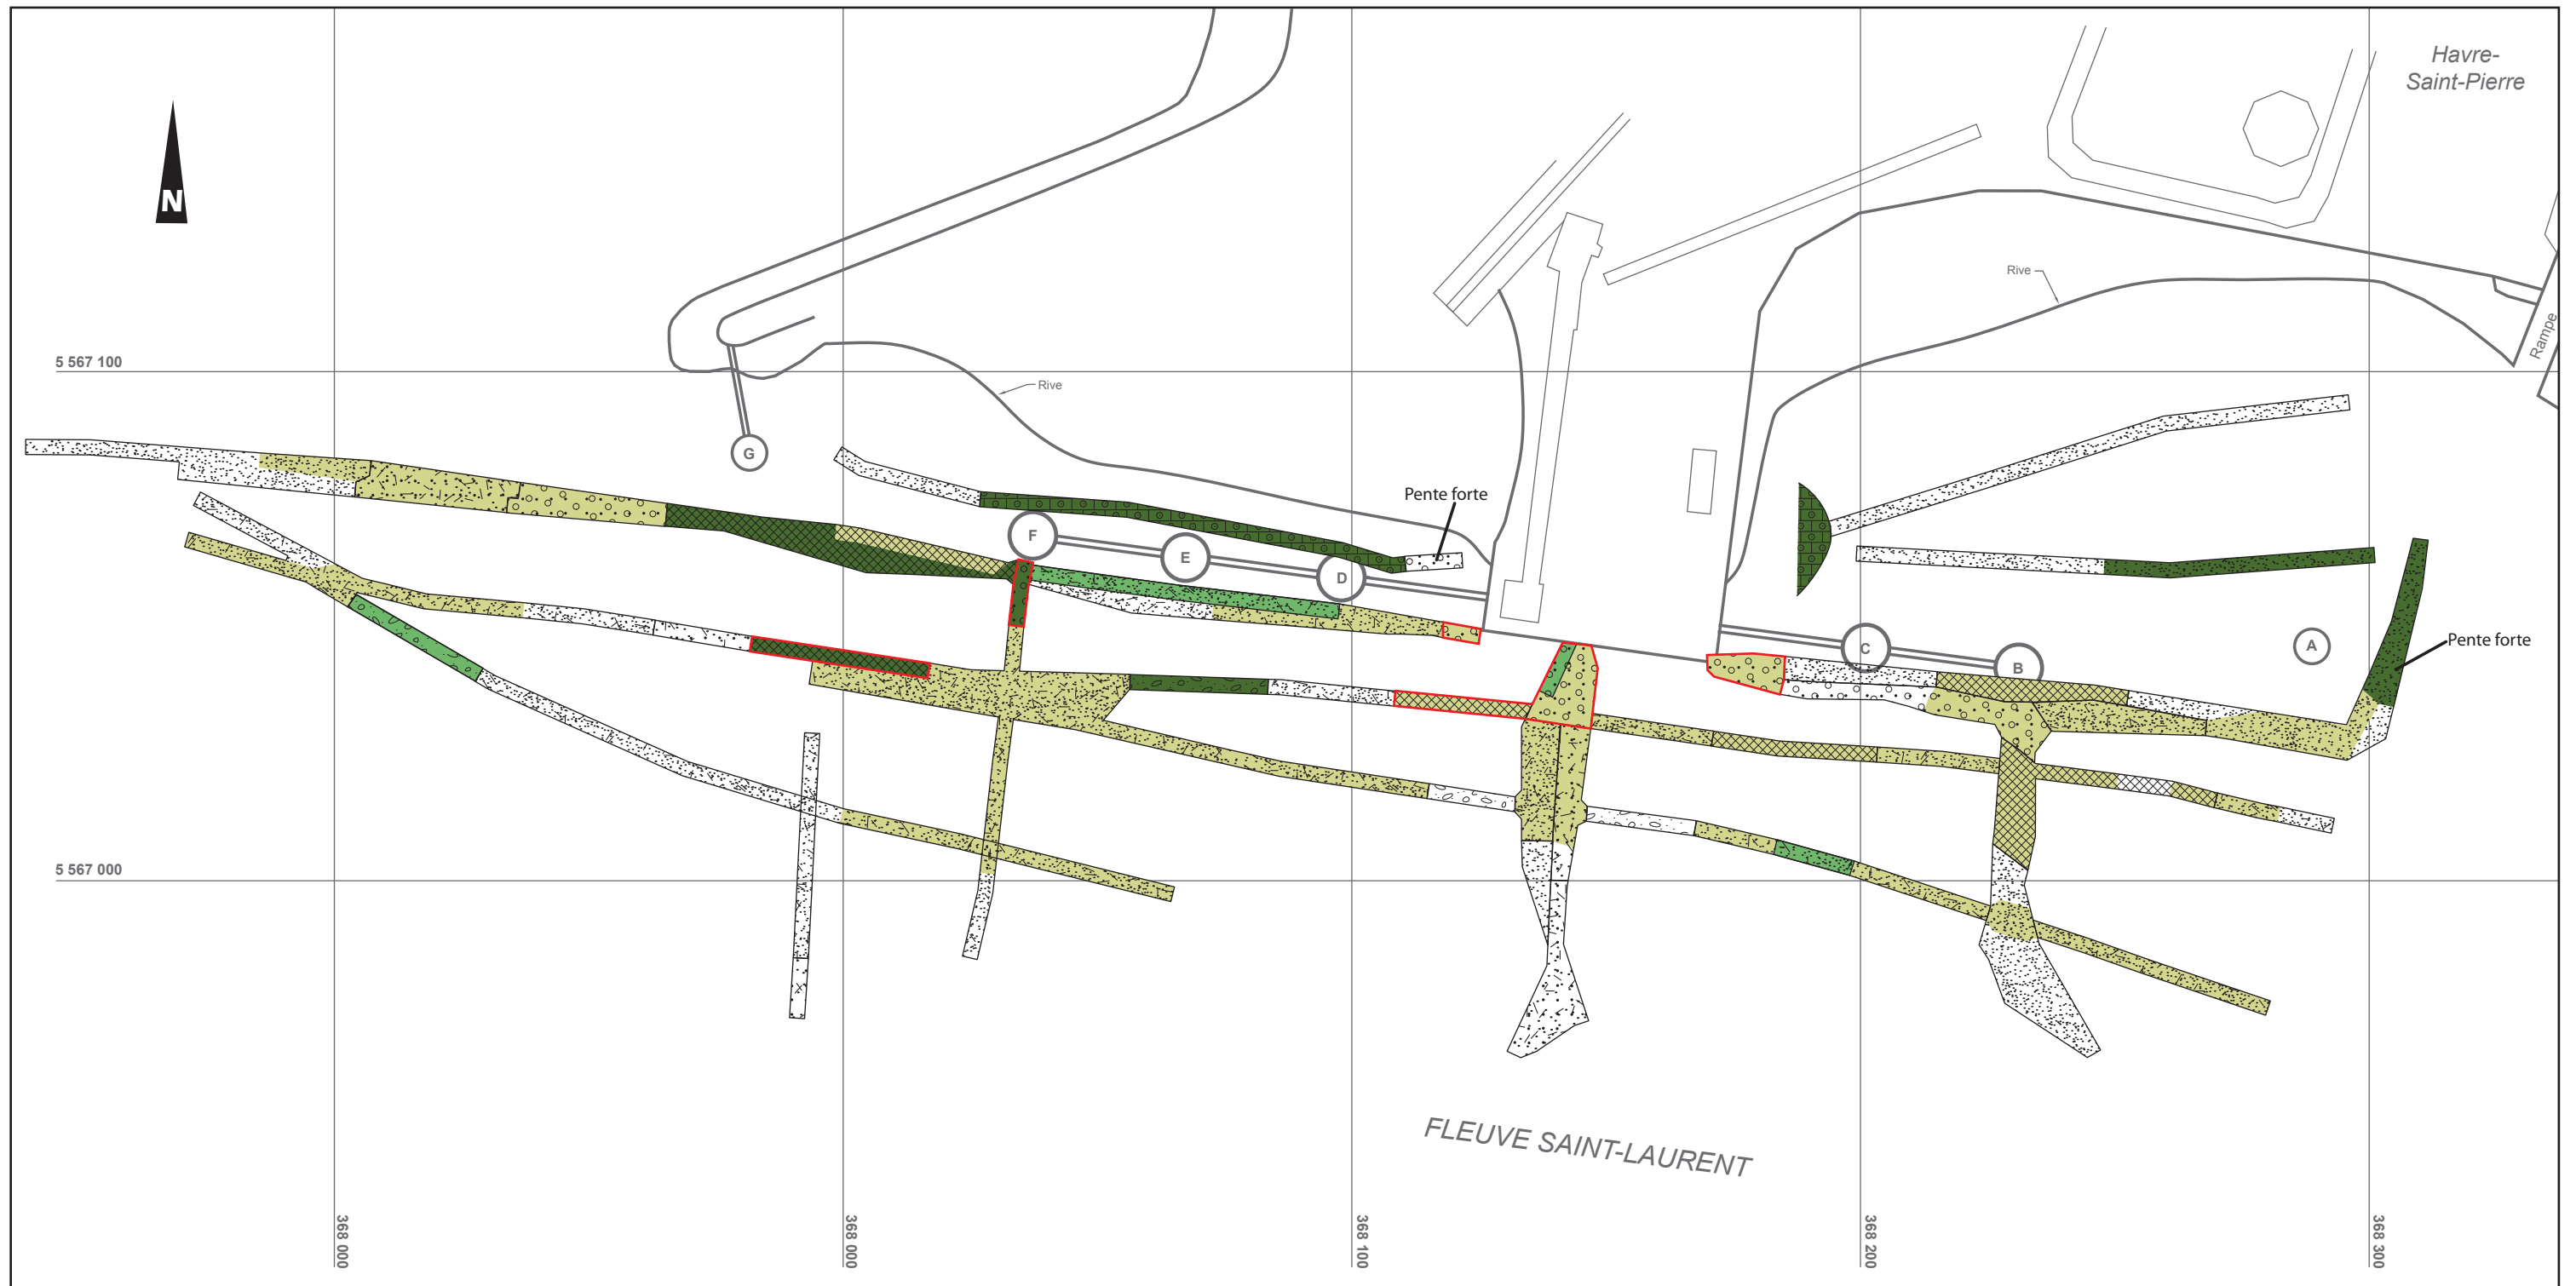 Havre-
Saint-Pierre
N
Rive
Rampe
5 567 100
Rive
G
Pente forte
F
E
D
C
B
A
Pente forte
5 567 000
FLEUVE SAINT-LAURENT
368 000
368 000
368 100
368 200
368 300